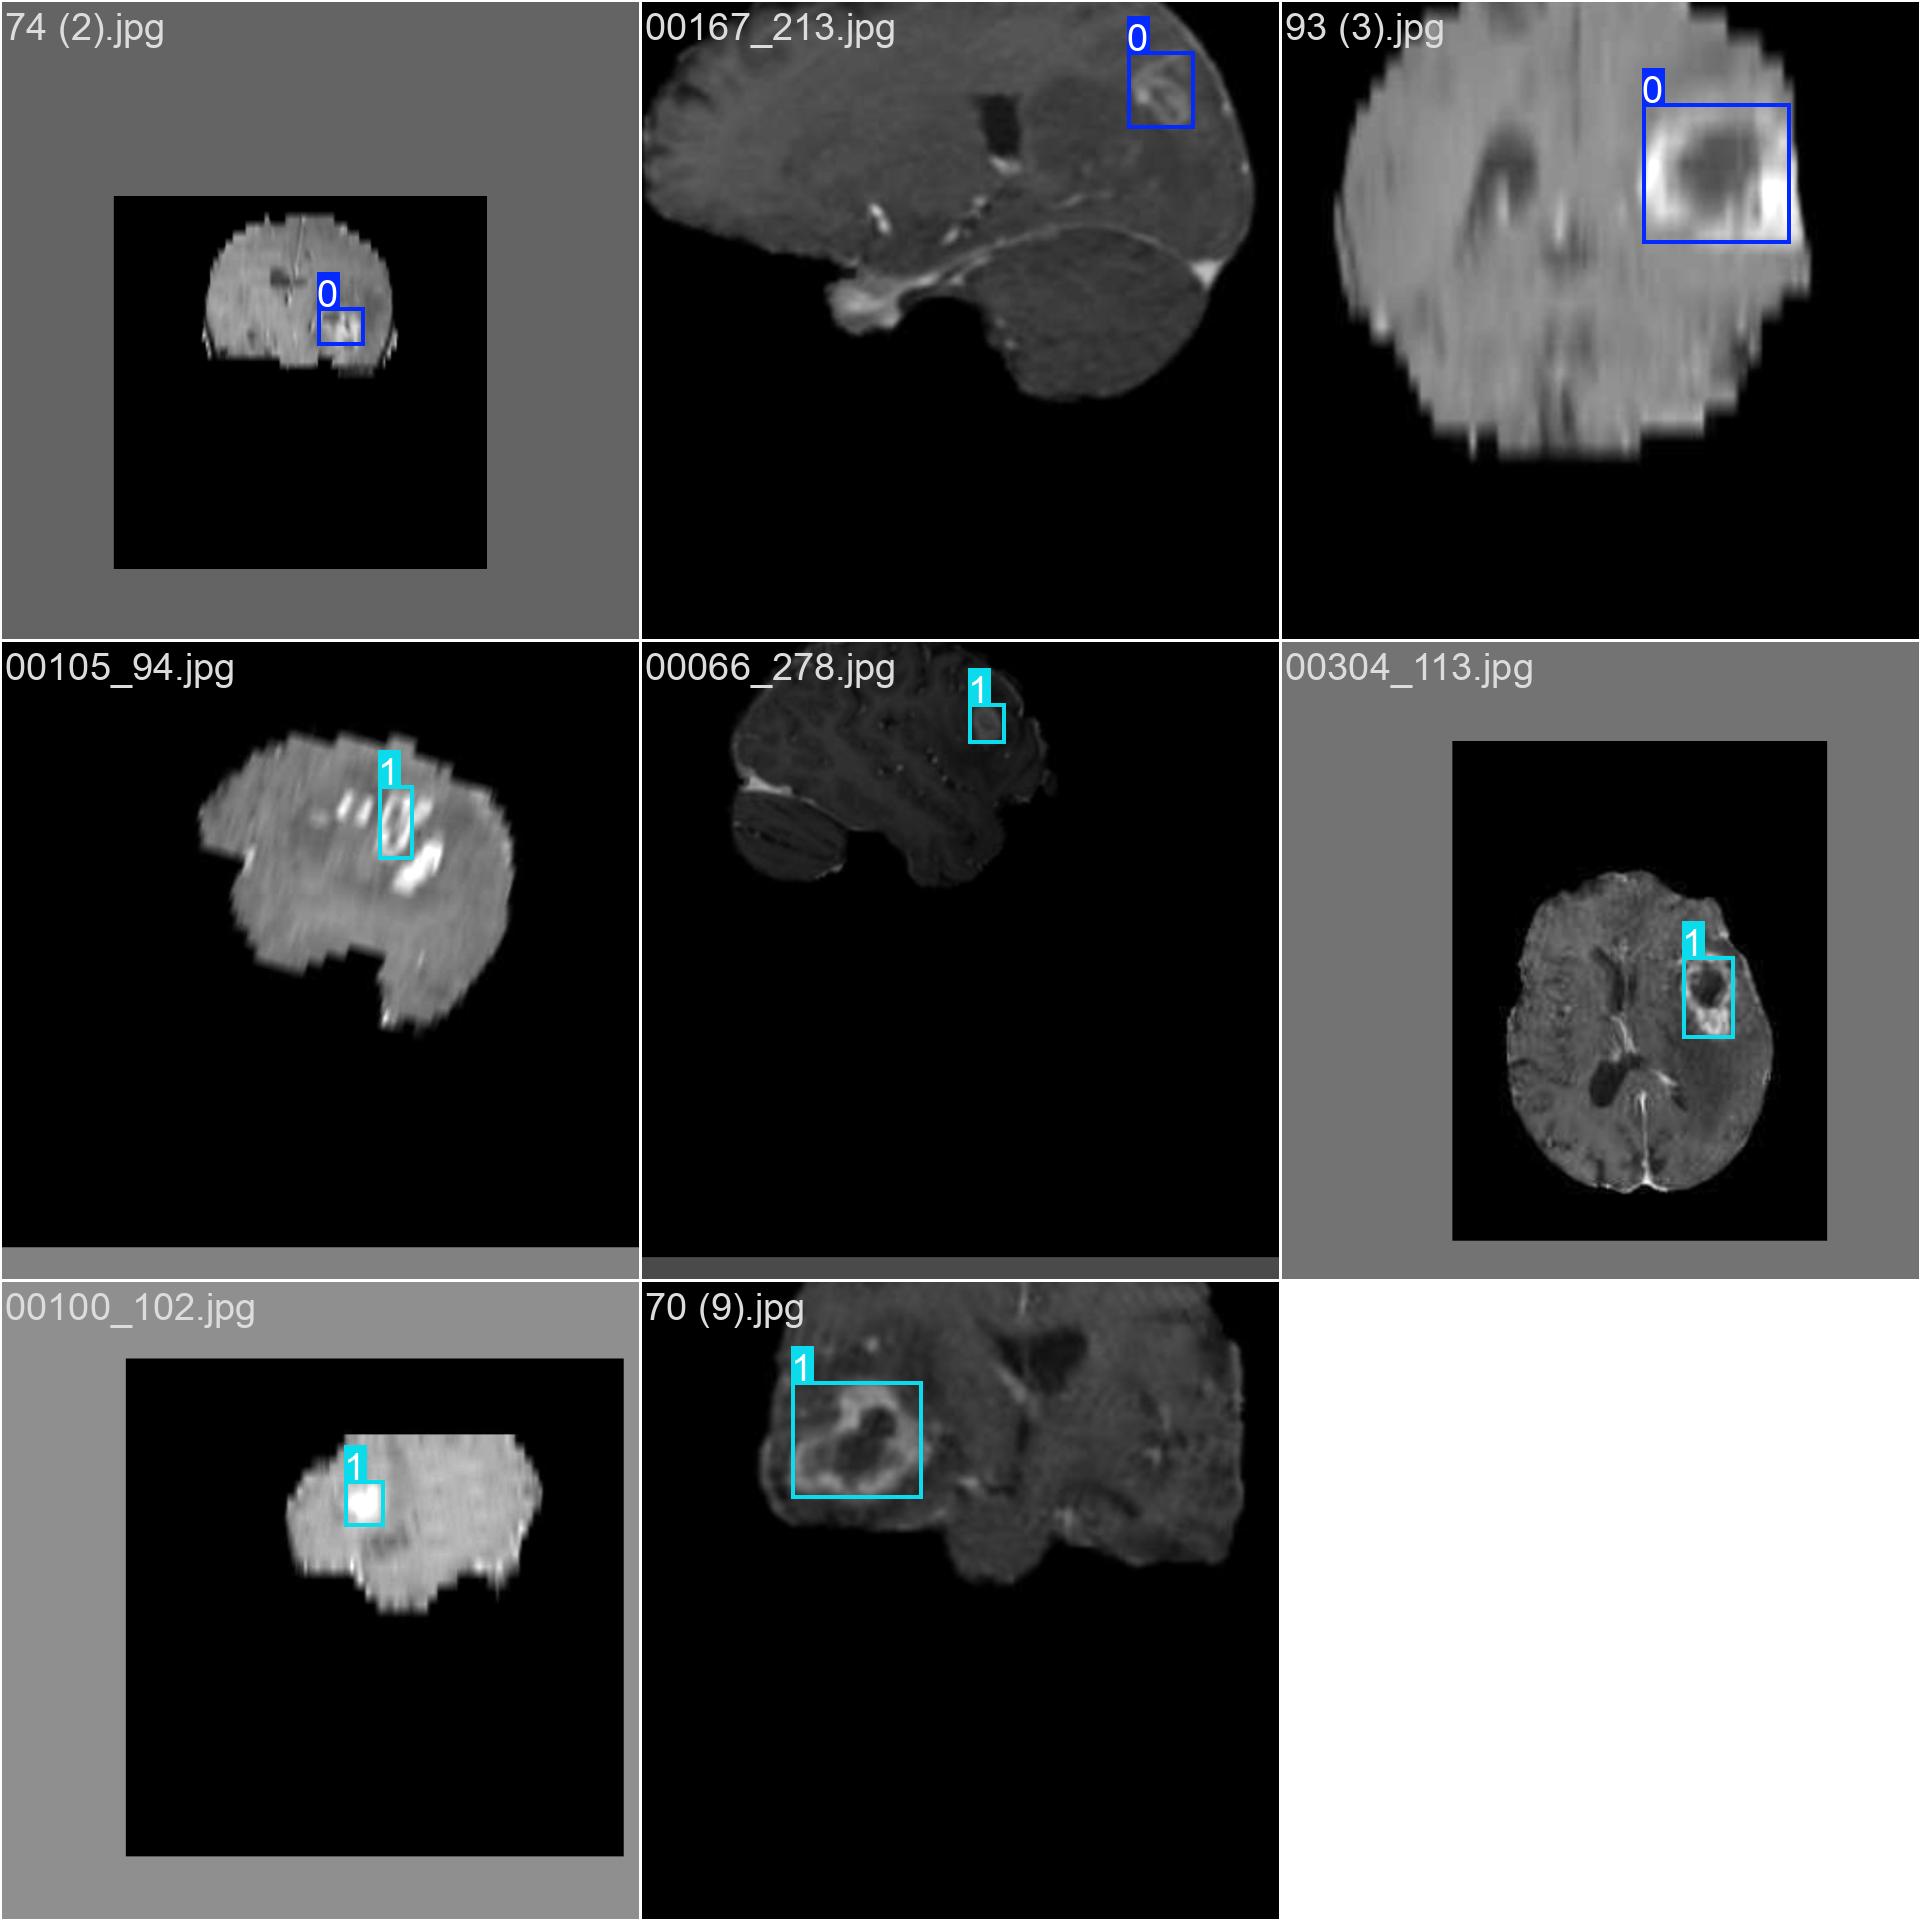 74 (2).jpg
0
00167_213.jpg
0
93 (3).jpg
0
00105_94.jpg
1
00066_278.jpg
1
00304_113.jpg
1
00100_102.jpg
1
70 (9).jpg
1